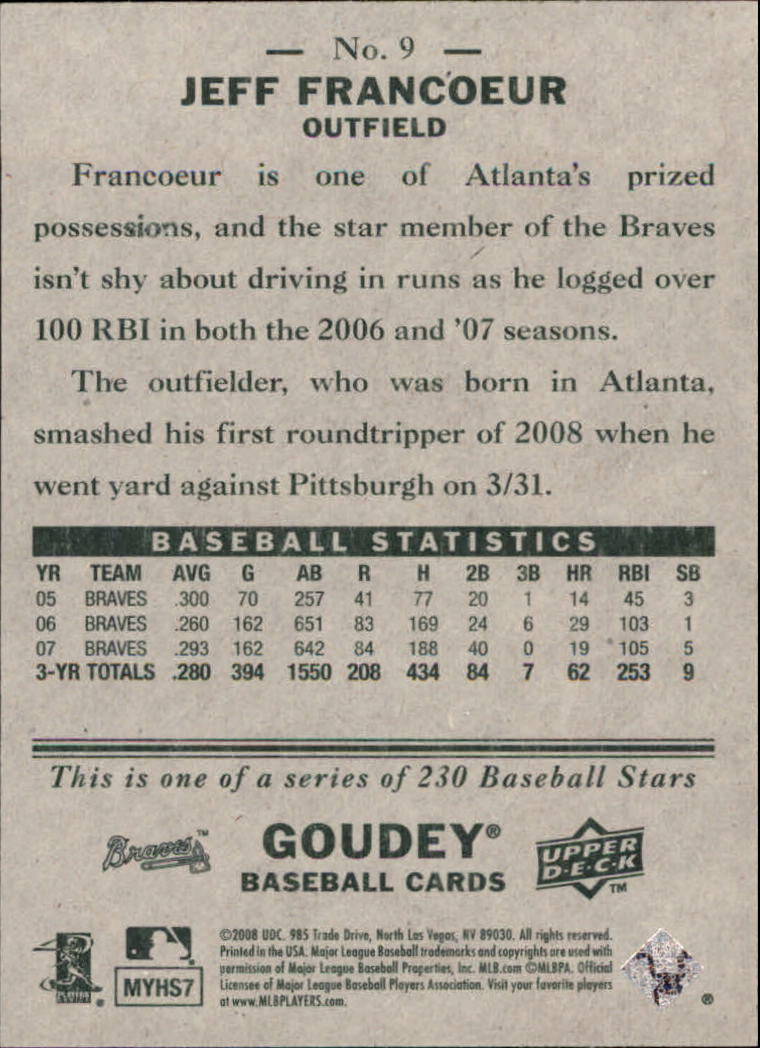 — No. 9 —
JEFF FRANCOEUR
OUTFIELD
Francoeur is one of Atlanta's prized
possessions, and the star member of the Braves
isn't shy about driving in runs as he logged over
100 RBI in both the 2006 and '07 seasons.
The outfielder, who was born in Atlanta,
smashed his first roundtripper of 2008 when he
went yard against Pittsburgh on 3/31.
BASEBALL STATISTICS
YR TEAM AVG G AB R H 2B 3B HR RBI SB
05 BRAVES .300 70 257 41 77 20 1 14 45 3
06 BRAVES .260 162 651 83 169 24 6 29 103 1
07 BRAVES .293 162 642 84 188 40 0 19 105 5
3-YR TOTALS .280 394 1550 208 434 84 7 62 253 9
This is one of a series of 230 Baseball Stars
Braves™
GOUDEY®
BASEBALL CARDS
UPPER
D·E·C·K
™
©2008 UDC. 985 Trade Drive, North Las Vegas, NV 89030. All rights reserved.
Printed in the USA. Major League Baseball trademarks and copyrights are used with
permission of Major League Baseball Properties, Inc. MLB.com ©MLBPA. Official
Licensee of Major League Baseball Players Association. Visit your favorite players
at www.MLBPLAYERS.com.
MYHS7
®
®